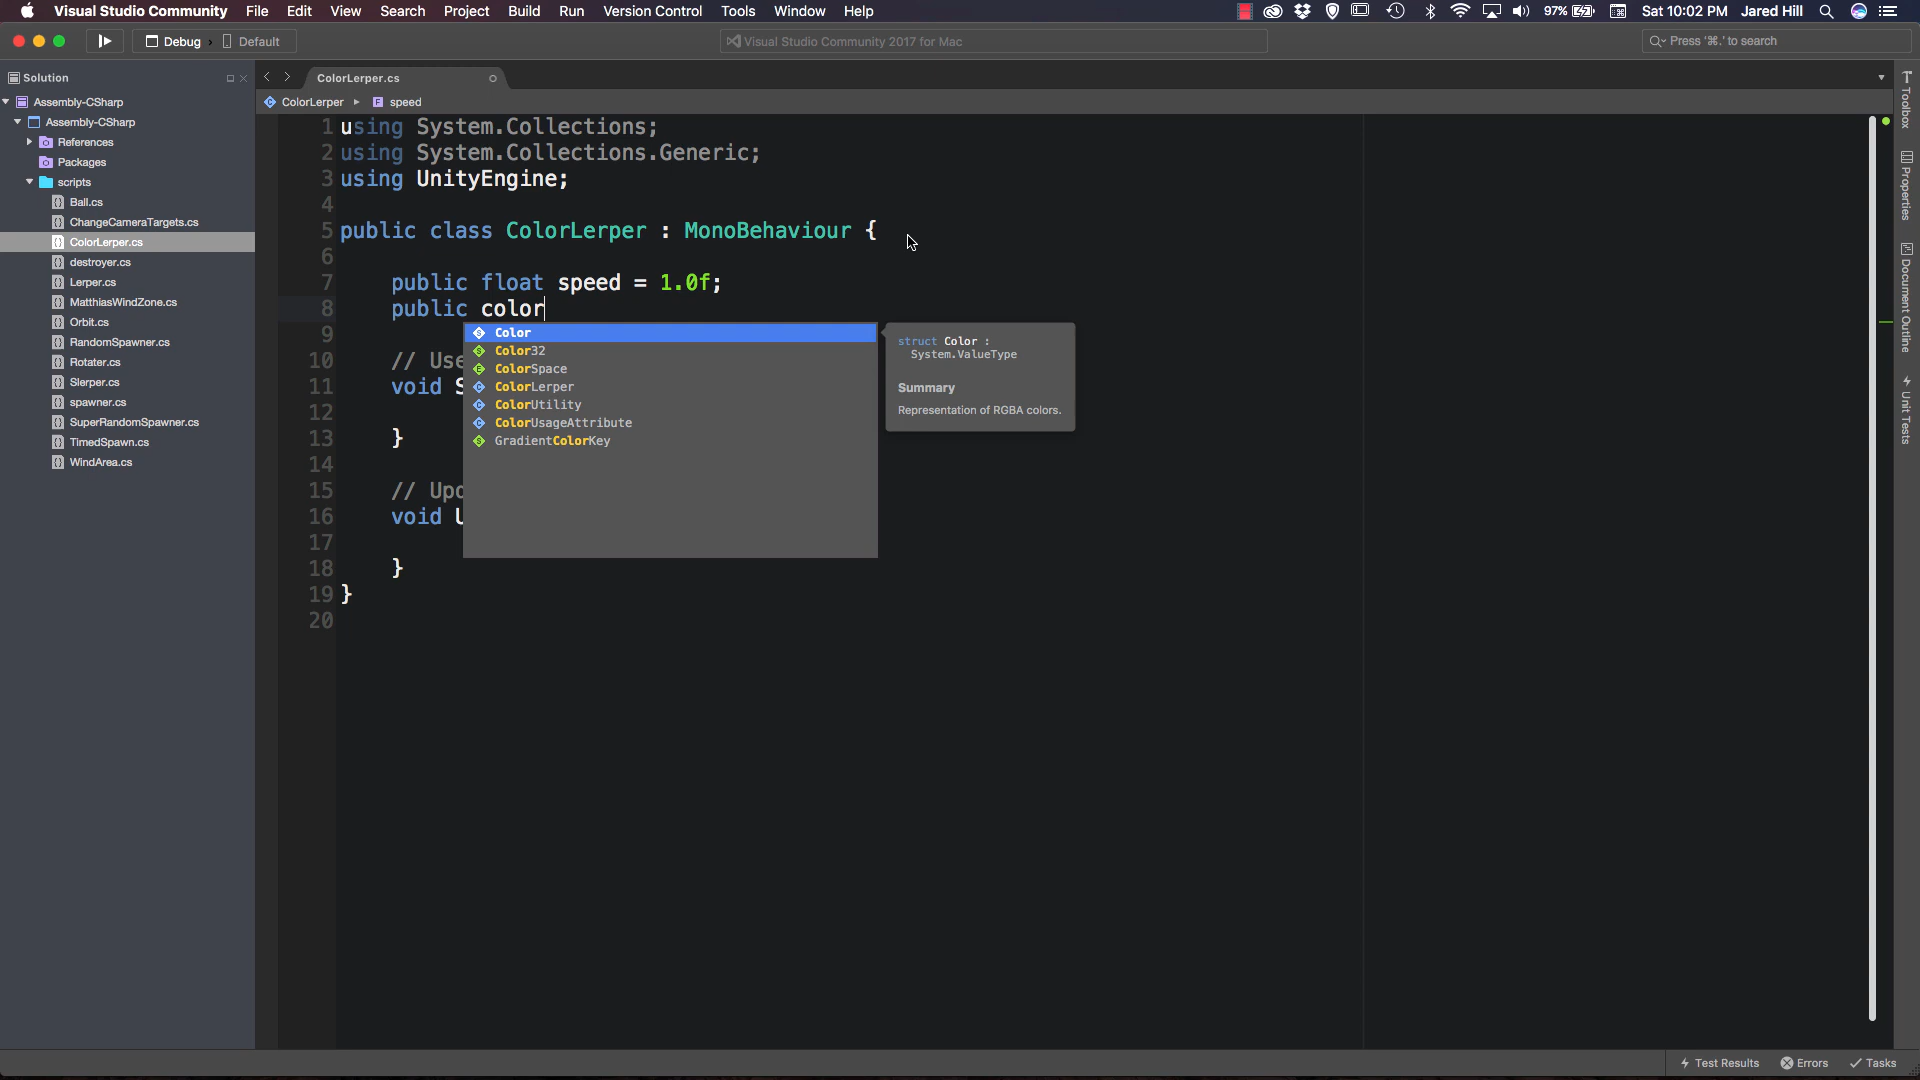 Visual Studio Community File Edit View Search Project Build Run Version Control Tools Window Help 97% Sat 10:02 PM Jared Hill
Debug › Default Visual Studio Community 2017 for Mac Press '⌘.' to search
Solution
Assembly-CSharp
Assembly-CSharp
References
Packages
scripts
Ball.cs
ChangeCameraTargets.cs
ColorLerper.cs
destroyer.cs
Lerper.cs
MatthiasWindZone.cs
Orbit.cs
RandomSpawner.cs
Rotater.cs
Slerper.cs
spawner.cs
SuperRandomSpawner.cs
TimedSpawn.cs
WindArea.cs
ColorLerper.cs
ColorLerper speed
1 using System.Collections;
2 using System.Collections.Generic;
3 using UnityEngine;
4
5 public class ColorLerper : MonoBehaviour {
6
7 public float speed = 1.0f;
8 public color
9
10 // Use
11 void S
12
13 }
14
15 // Upd
16 void U
17
18 }
19 }
20
Color
Color32
ColorSpace
ColorLerper
ColorUtility
ColorUsageAttribute
GradientColorKey
struct Color :
System.ValueType
Summary
Representation of RGBA colors.
Toolbox
Properties
Document Outline
Unit Tests
Test Results Errors Tasks